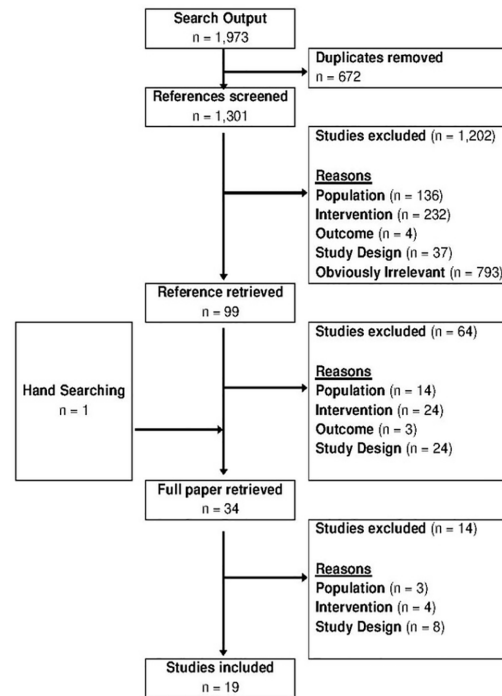 Search Output
n = 1,973
Duplicates removed
n = 672
References screened
n = 1,301
Studies excluded (n = 1,202)
Reasons
Population (n = 136)
Intervention (n = 232)
Outcome (n = 4)
Study Design (n = 37)
Obviously Irrelevant (n = 793)
Reference retrieved
n = 99
Studies excluded (n = 64)
Reasons
Population (n = 14)
Intervention (n = 24)
Outcome (n = 3)
Study Design (n = 24)
Hand Searching
n = 1
Full paper retrieved
n = 34
Studies excluded (n = 14)
Reasons
Population (n = 3)
Intervention (n = 4)
Study Design (n = 8)
Studies included
n = 19